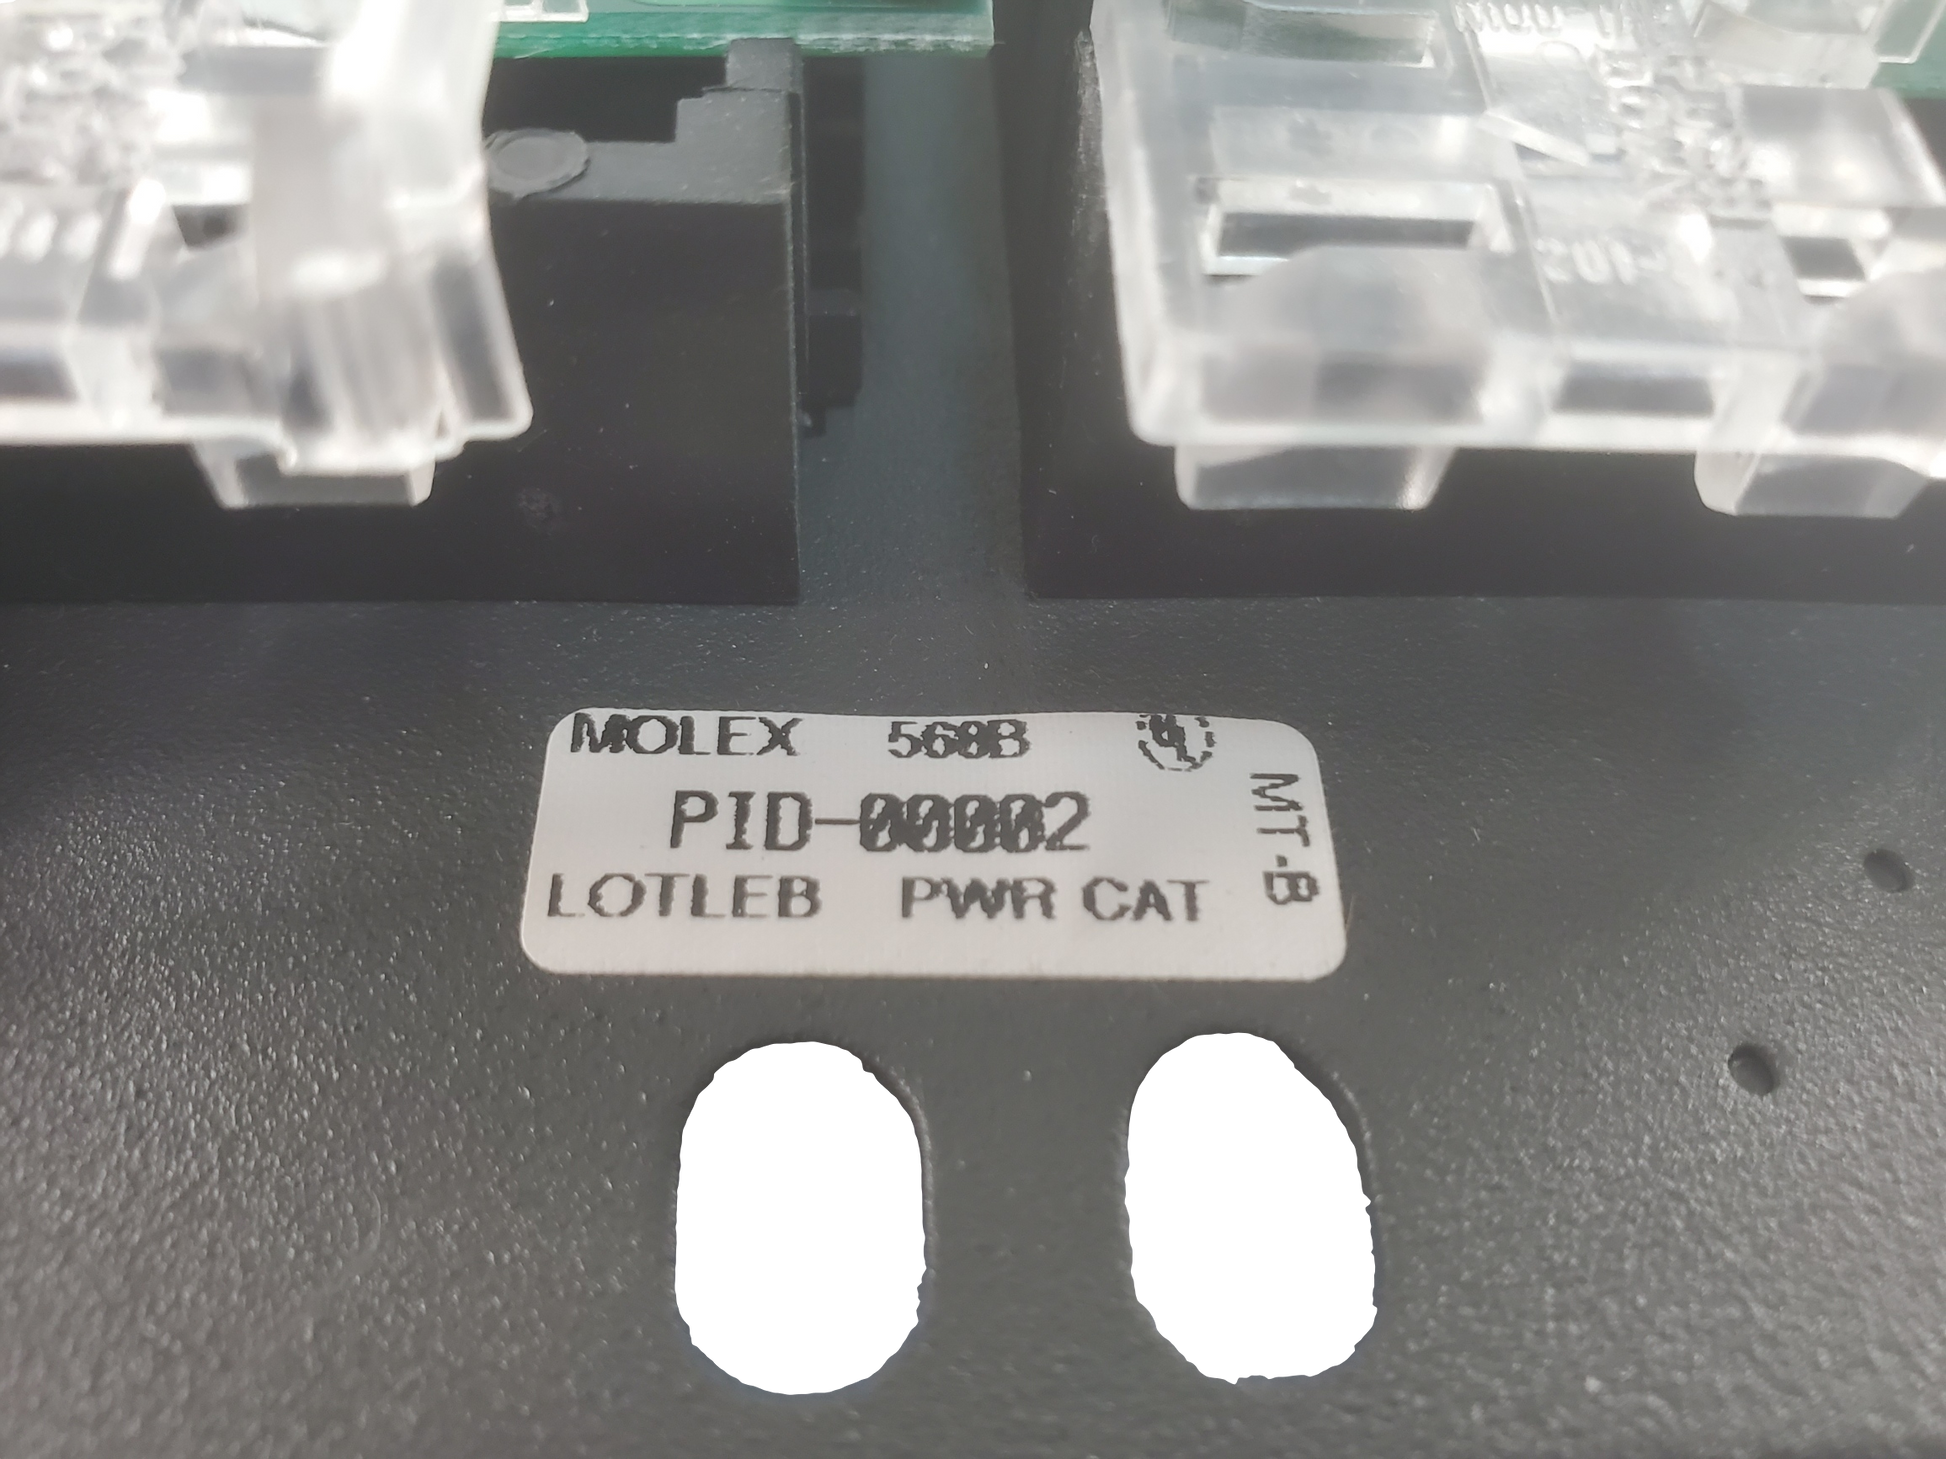 MOLEX 568B
PID-00002
LOTLEB PWR CAT
MT-B